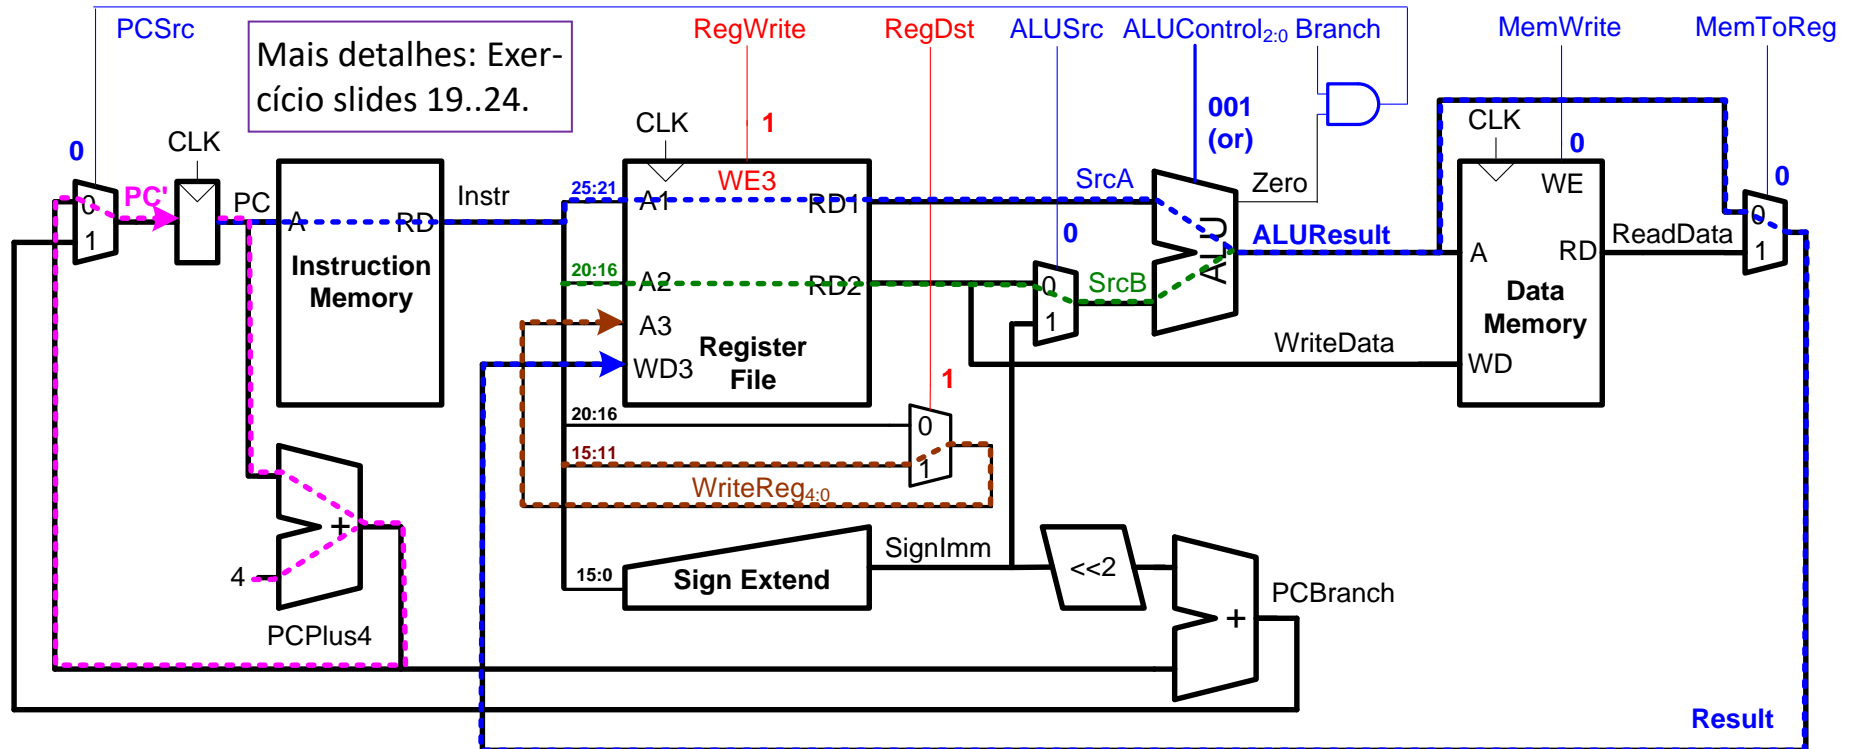 PCSrc
RegWrite
RegDst
ALUSrc
ALUControl2:0
Branch
MemWrite
MemToReg
Mais detalhes: Exer-
cício slides 19..24.
0
CLK
CLK
1
001
(or)
CLK
0
0
PC'
PC
0
1
A
RD
Instr
Instruction
Memory
25:21
A1
WE3
RD1
SrcA
20:16
A2
RD2
0
0
1
SrcB
ALU
Zero
ALUResult
A3
WD3
Register
File
WE
A
RD
ReadData
Data
Memory
WD
WriteData
0
1
20:16
15:11
1
0
1
WriteReg4:0
+
4
PCPlus4
15:0
Sign Extend
SignImm
<<2
+
PCBranch
Result